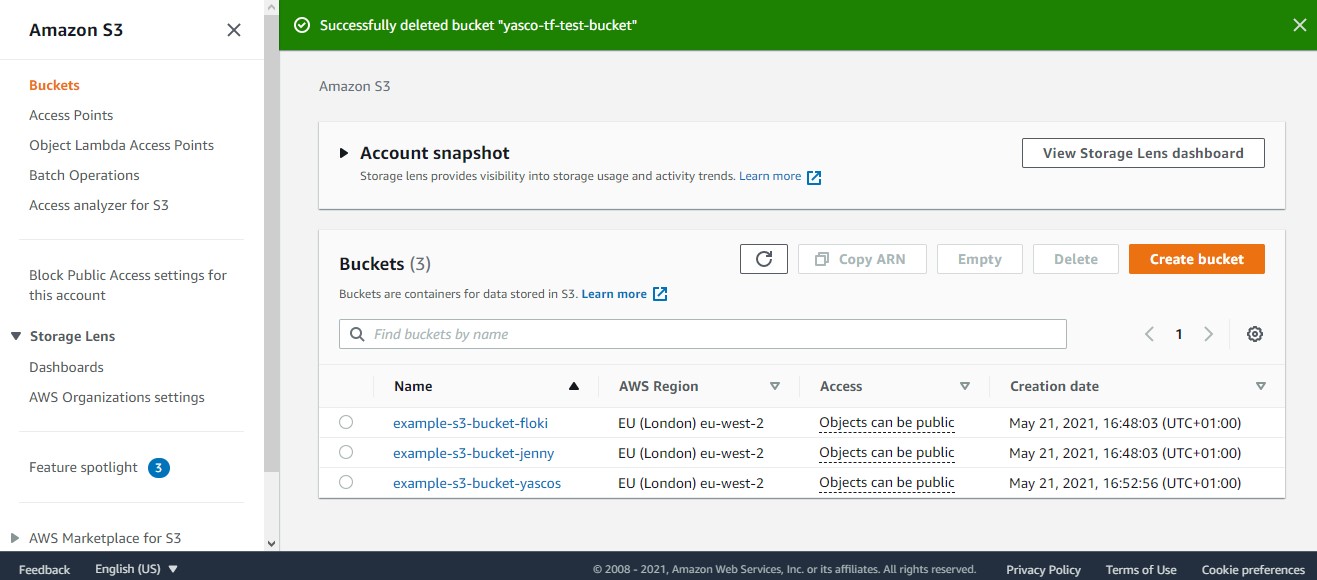 Amazon S3
Buckets
Access Points
Object Lambda Access Points
Batch Operations
Access analyzer for S3
Block Public Access settings for
this account
Storage Lens
Dashboards
AWS Organizations settings
Feature spotlight 3
AWS Marketplace for S3
Successfully deleted bucket "yasco-tf-test-bucket"
Amazon S3
Account snapshot
View Storage Lens dashboard
Storage lens provides visibility into storage usage and activity trends. Learn more
Buckets (3)
Copy ARN
Empty
Delete
Create bucket
Buckets are containers for data stored in S3. Learn more
Find buckets by name
1
Name AWS Region Access Creation date
example-s3-bucket-floki EU (London) eu-west-2 Objects can be public May 21, 2021, 16:48:03 (UTC+01:00)
example-s3-bucket-jenny EU (London) eu-west-2 Objects can be public May 21, 2021, 16:48:03 (UTC+01:00)
example-s3-bucket-yascos EU (London) eu-west-2 Objects can be public May 21, 2021, 16:52:56 (UTC+01:00)
Feedback English (US) © 2008 - 2021, Amazon Web Services, Inc. or its affiliates. All rights reserved. Privacy Policy Terms of Use Cookie preferences